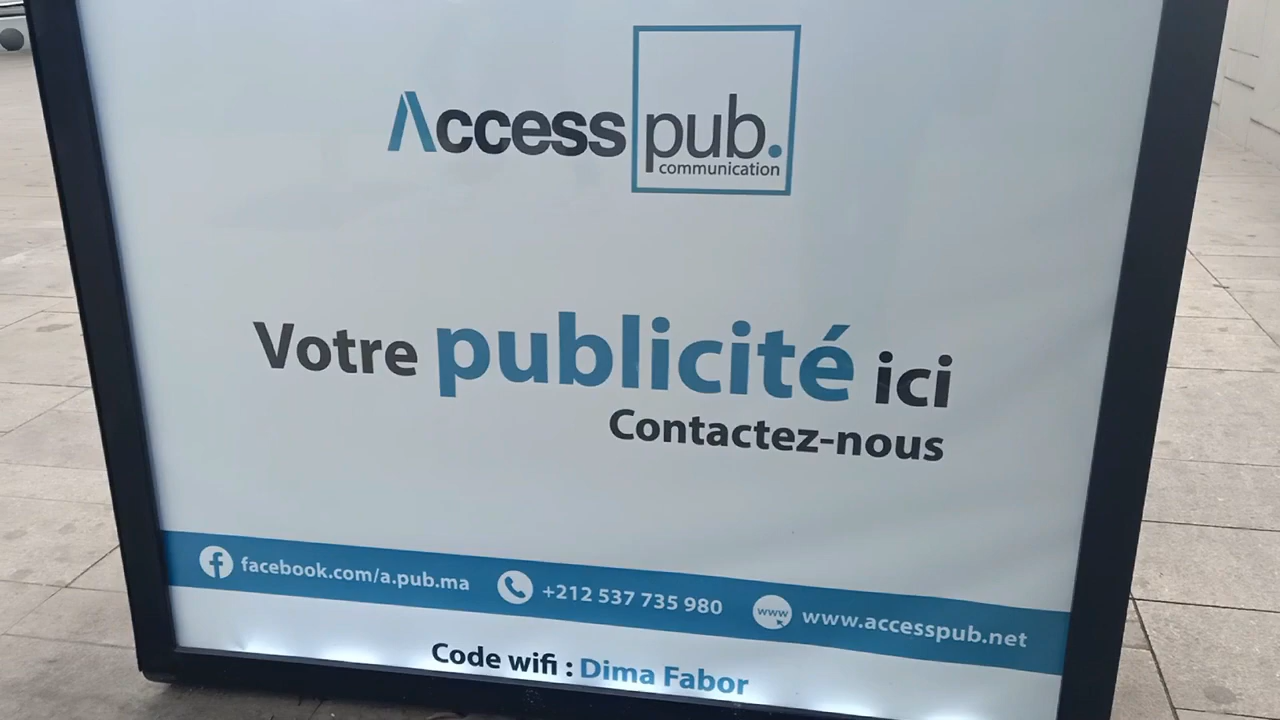 Access pub.
communication
Votre publicité ici
Contactez-nous
facebook.com/a.pub.ma +212 537 735 980 www www.accesspub.net
Code wifi : Dima Fabor